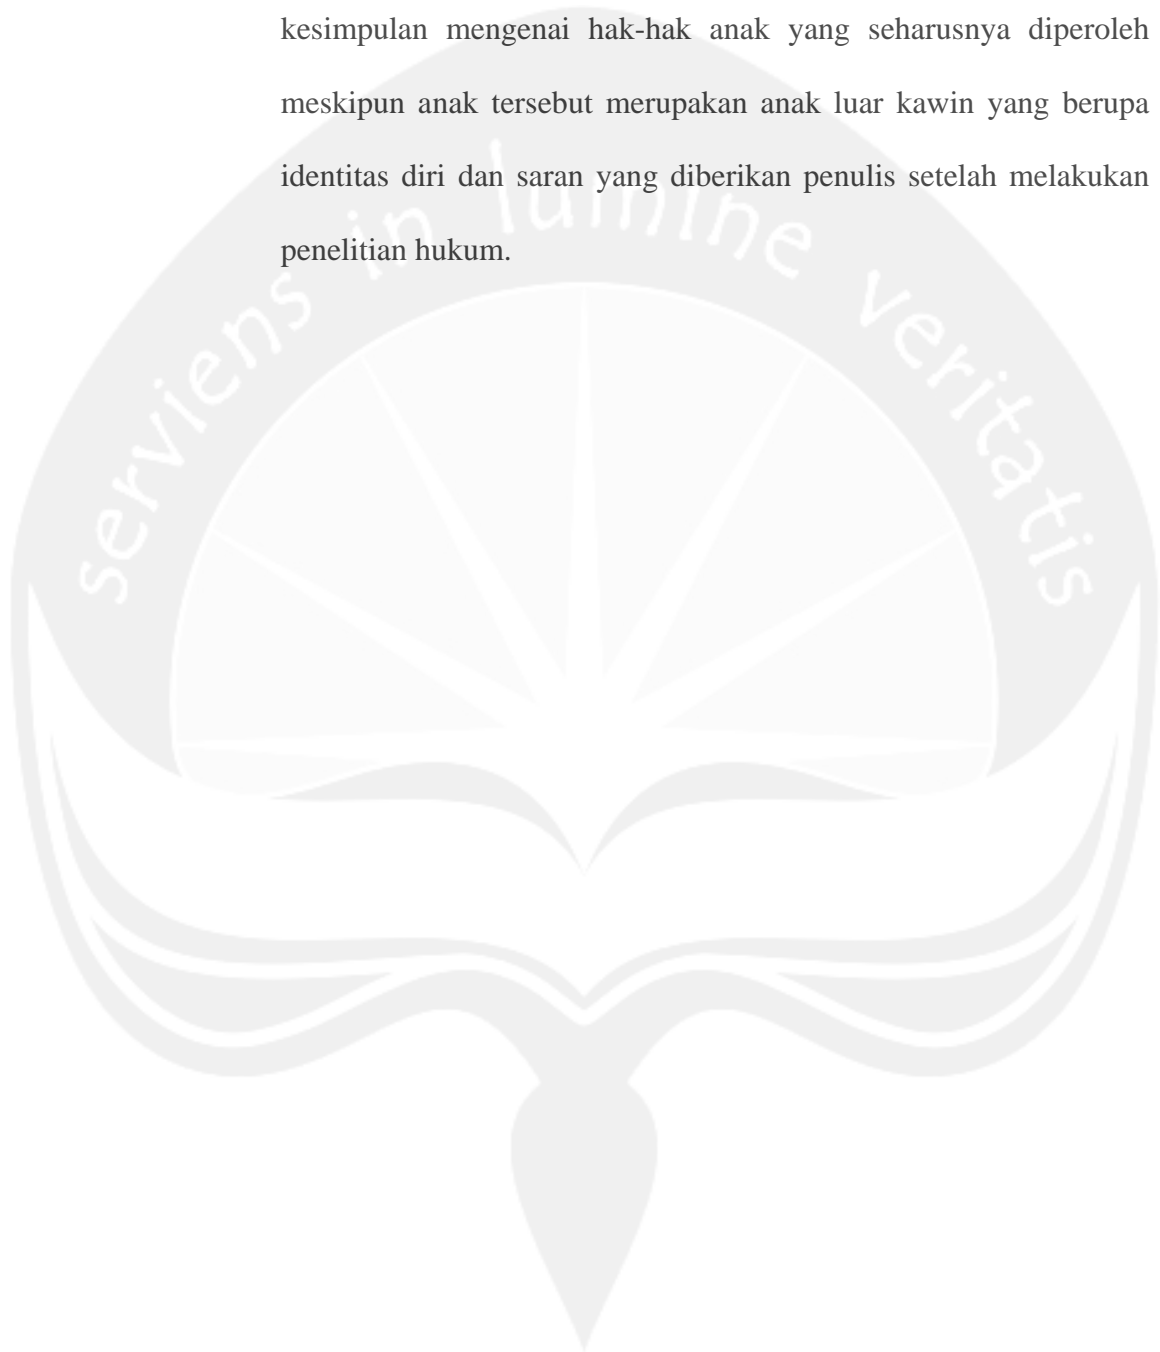 kesimpulan mengenai hak-hak anak yang seharusnya diperoleh
meskipun anak tersebut merupakan anak luar kawin yang berupa
identitas diri dan saran yang diberikan penulis setelah melakukan
penelitian hukum.
serviens in lumine veritatis